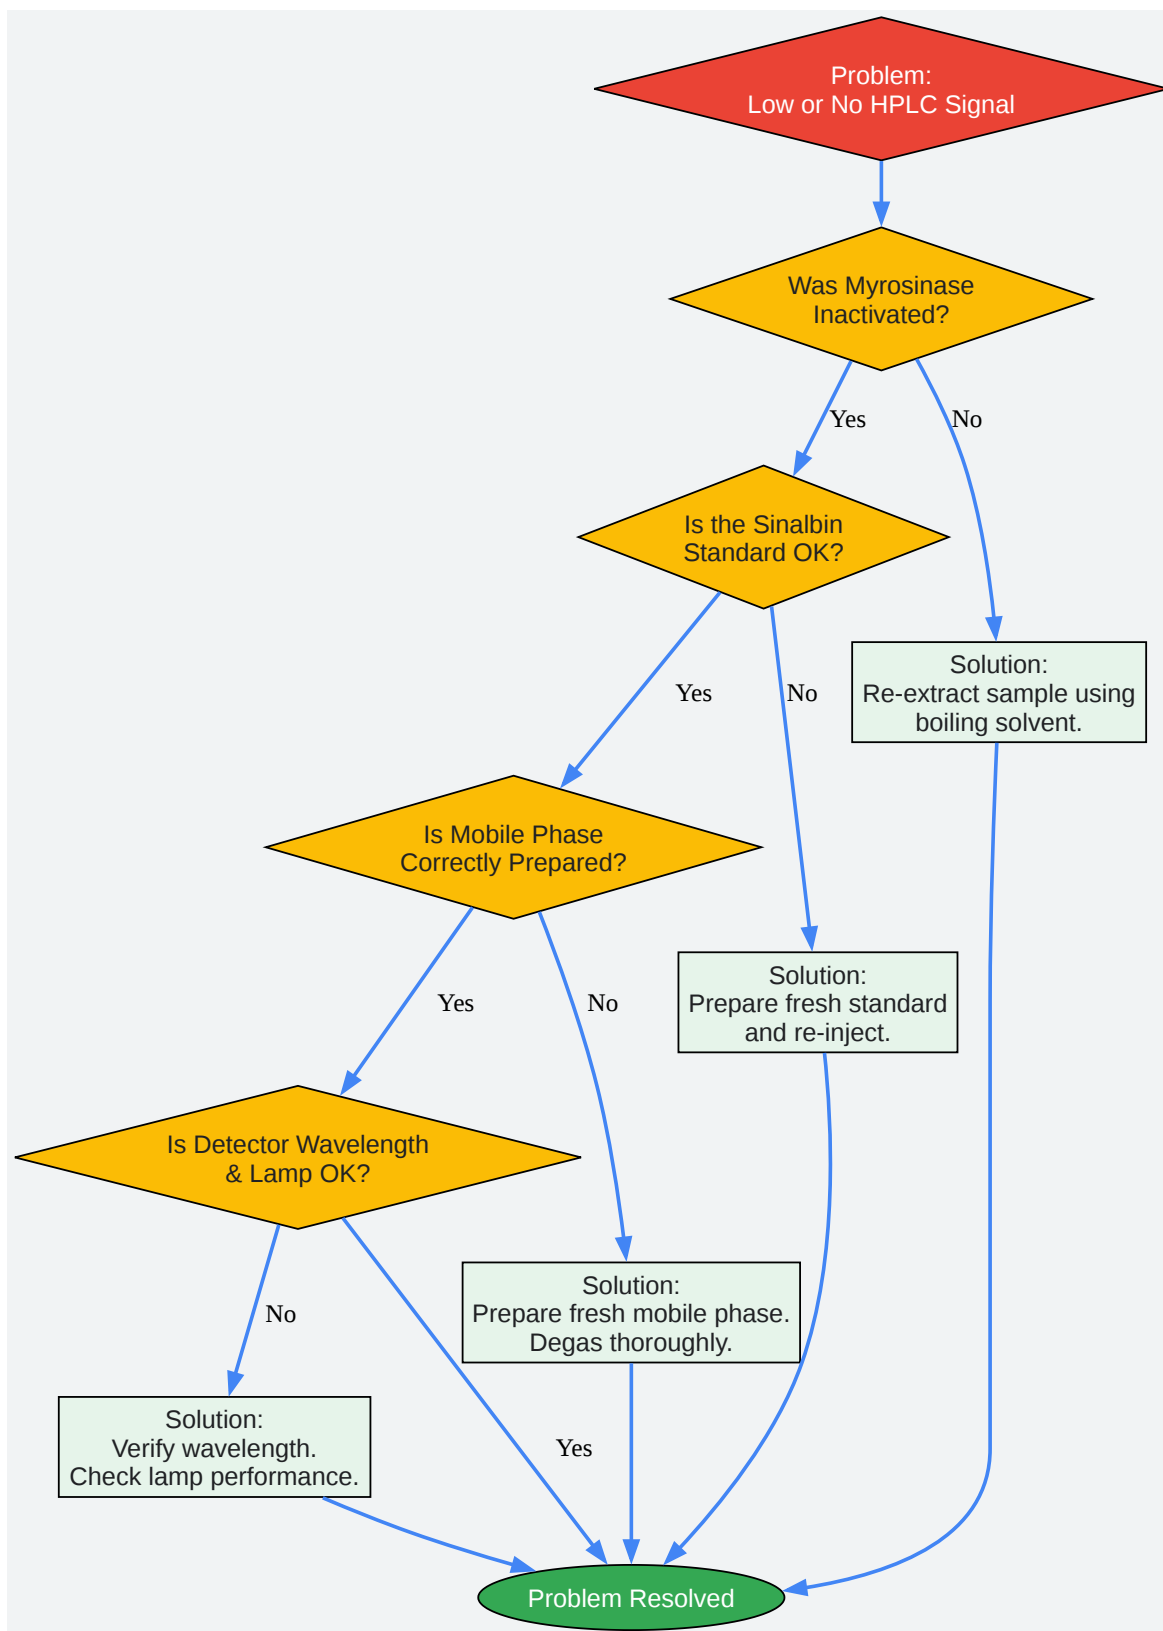 Problem:
Low or No HPLC Signal
Was Myrosinase
Inactivated?
Yes
No
Is the Sinalbin
Standard OK?
Solution:
Re-extract sample using
boiling solvent.
Yes
No
Is Mobile Phase
Correctly Prepared?
Solution:
Prepare fresh standard
and re-inject.
Yes
No
Is Detector Wavelength
& Lamp OK?
Solution:
Prepare fresh mobile phase.
Degas thoroughly.
No
Solution:
Verify wavelength.
Check lamp performance.
Yes
Problem Resolved